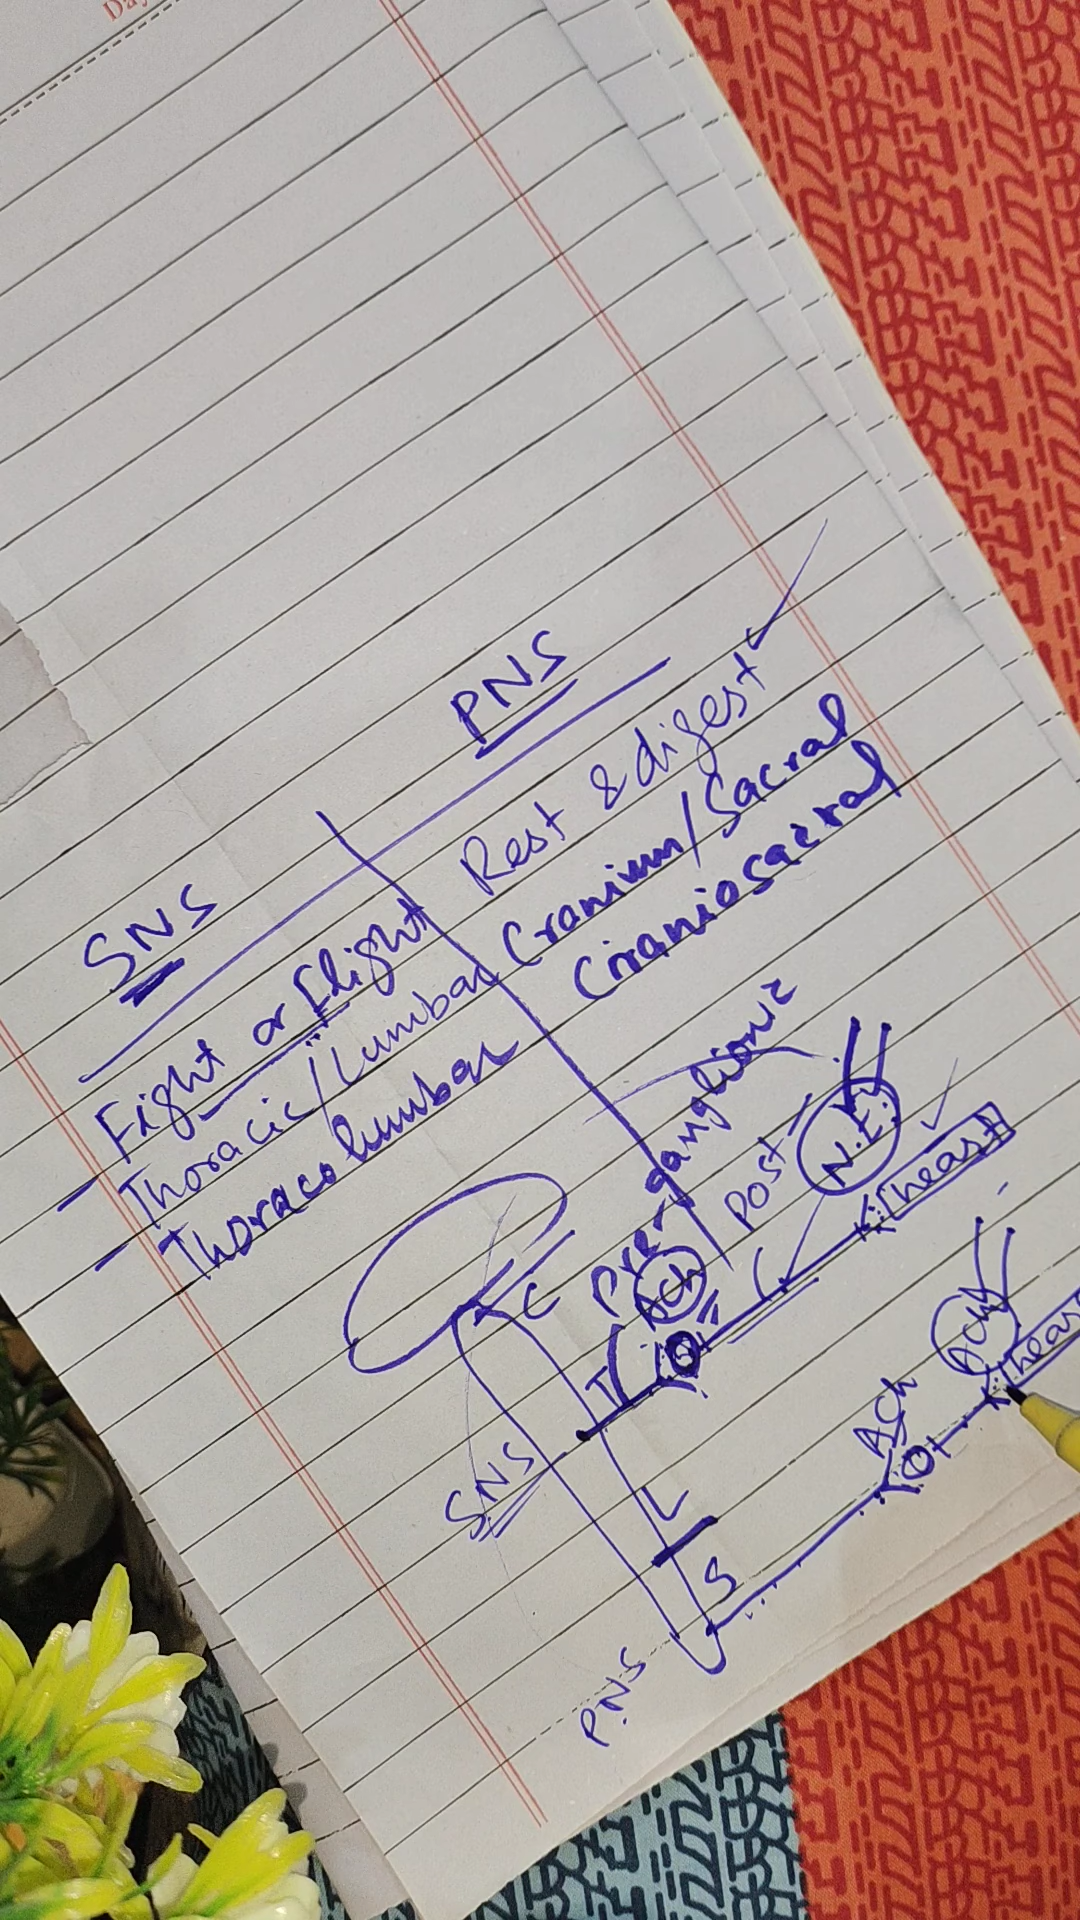 SNS
PNS
Fight or Flight
Rest & digest
Thoracic/Lumbar
Cranium/Sacral
Thoracolumbar
Craniosacral
Pre-ganglionic
Post
N.E.
ACh
heart
C
T
L
S
SNS
PNS
ACh
ACh
heart